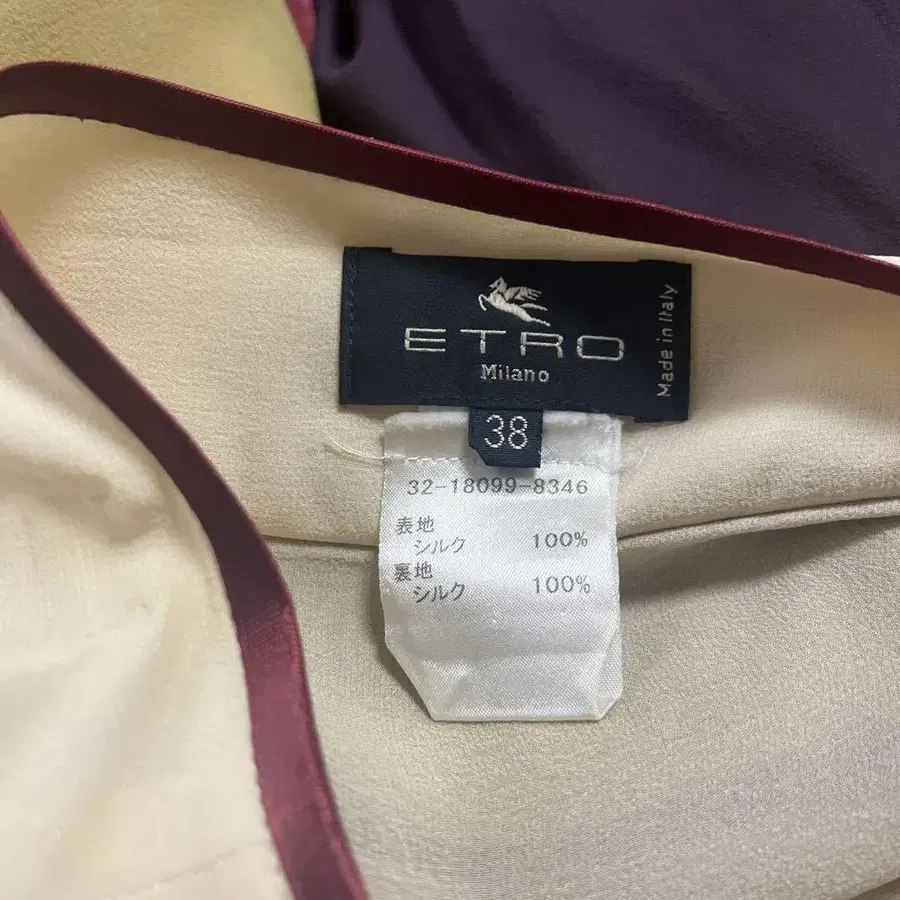 ETRO
Milano
Made in Italy
38
32-18099-8346
表地
シルク 100%
裏地
シルク 100%